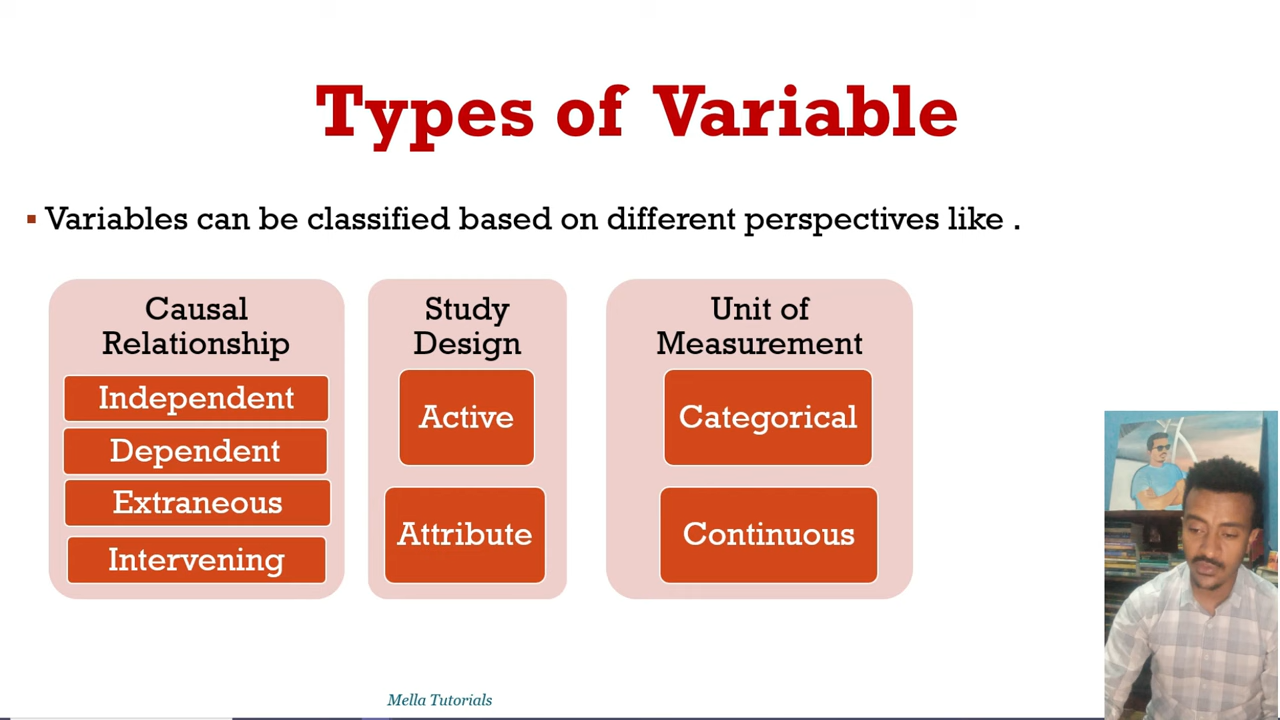 Types of Variable
▪ Variables can be classified based on different perspectives like .
Causal
Relationship
Independent
Dependent
Extraneous
Intervening
Study
Design
Active
Attribute
Unit of
Measurement
Categorical
Continuous
Mella Tutorials